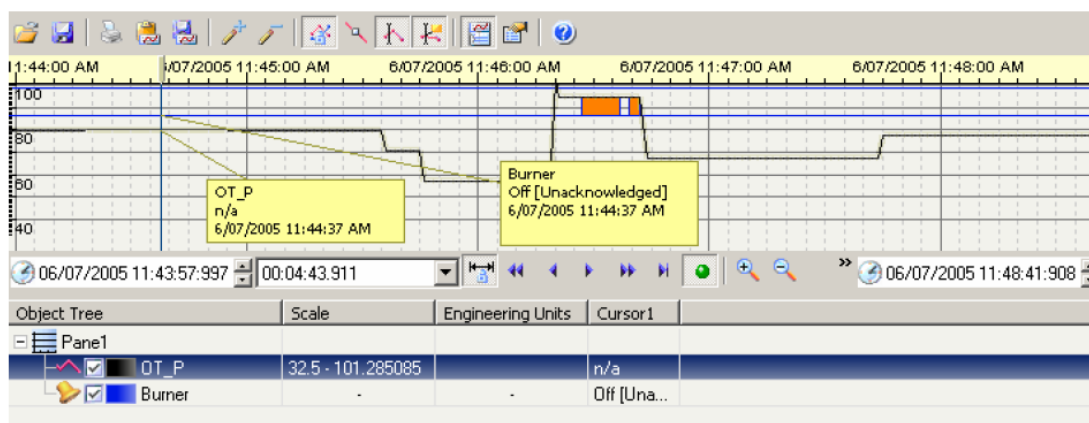 11:44:00 AM 6/07/2005 11:45:00 AM 6/07/2005 11:46:00 AM 6/07/2005 11:47:00 AM 6/07/2005 11:48:00 AM
100
80
60
40
OT_P
n/a
6/07/2005 11:44:37 AM
Burner
Off [Unacknowledged]
6/07/2005 11:44:37 AM
06/07/2005 11:43:57:997 00:04:43.911 » 06/07/2005 11:48:41:908
Object Tree Scale Engineering Units Cursor1
Pane1
OT_P 32.5 - 101.285085 n/a
Burner - - Off [Una...